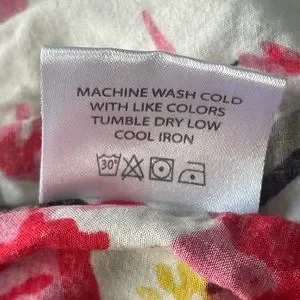 MACHINE WASH COLD
WITH LIKE COLORS
TUMBLE DRY LOW
COOL IRON
30°